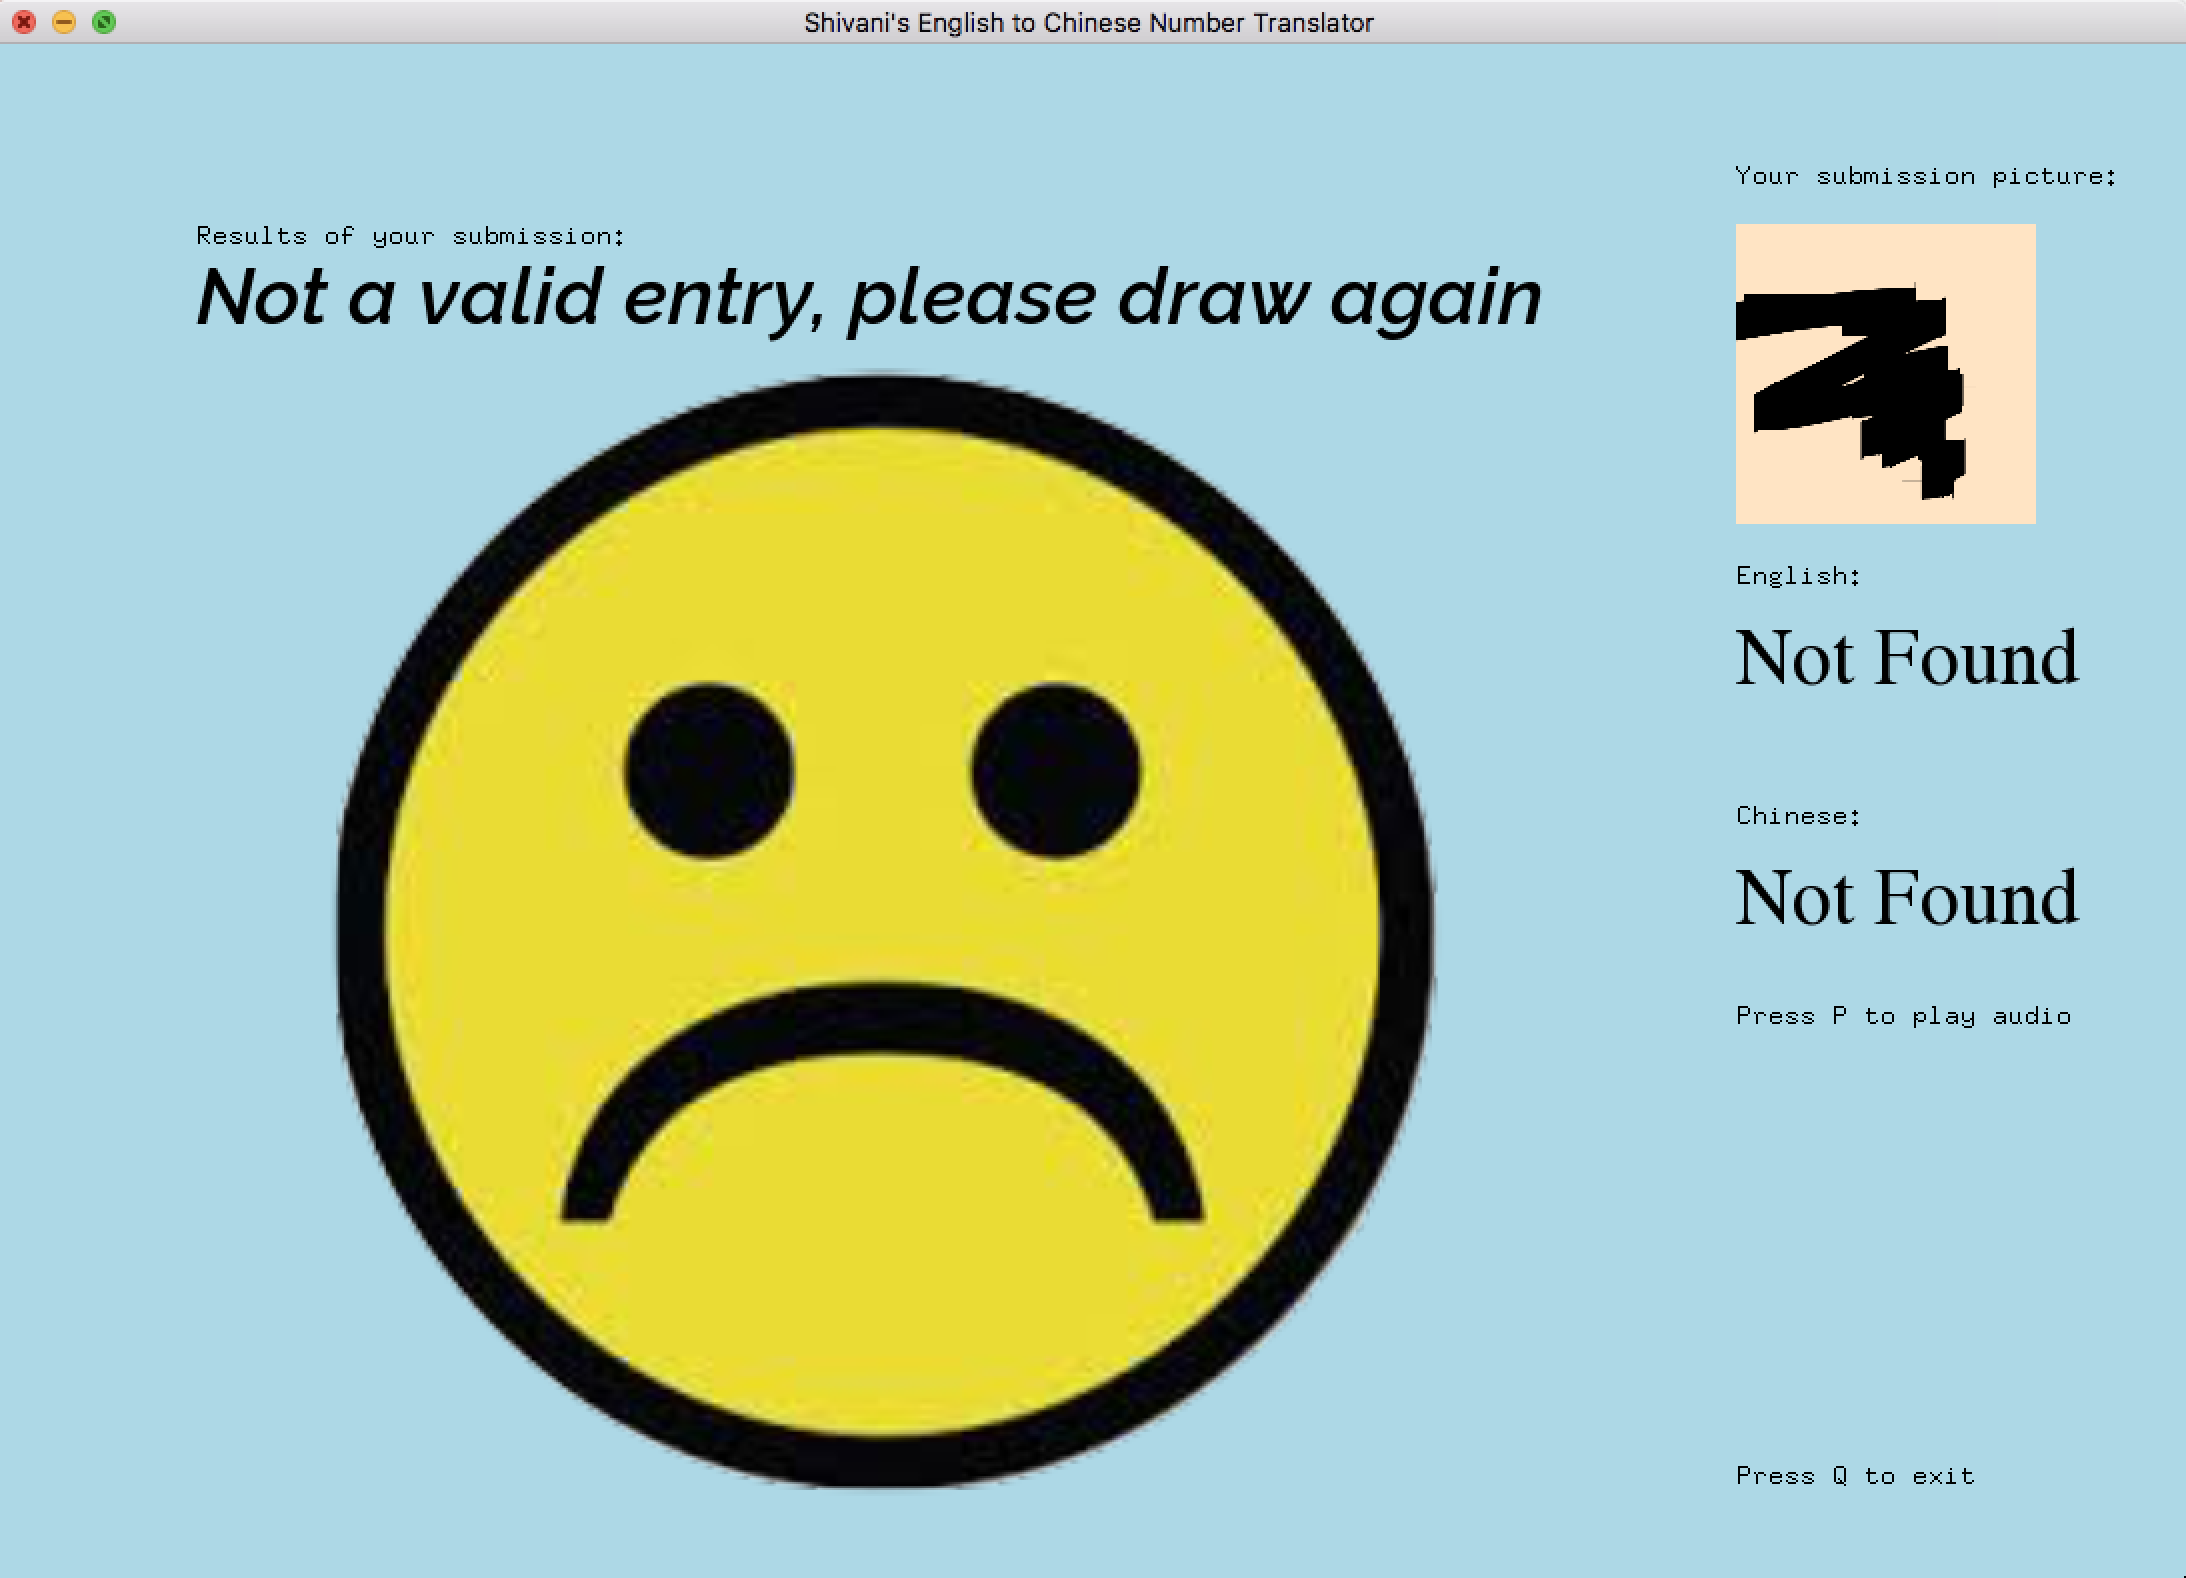 Shivani's English to Chinese Number Translator
Results of your submission:
Not a valid entry, please draw again
Your submission picture:
English:
Not Found
Chinese:
Not Found
Press P to play audio
Press Q to exit